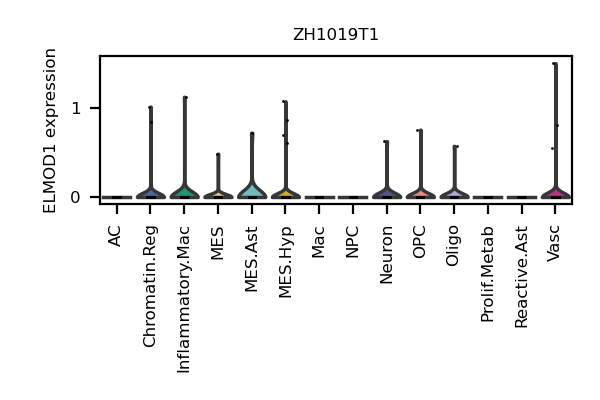 ZH1019T1
ELMOD1 expression
1
0
AC
Chromatin.Reg
Inflammatory.Mac
MES
MES.Ast
MES.Hyp
Mac
NPC
Neuron
OPC
Oligo
Prolif.Metab
Reactive.Ast
Vasc